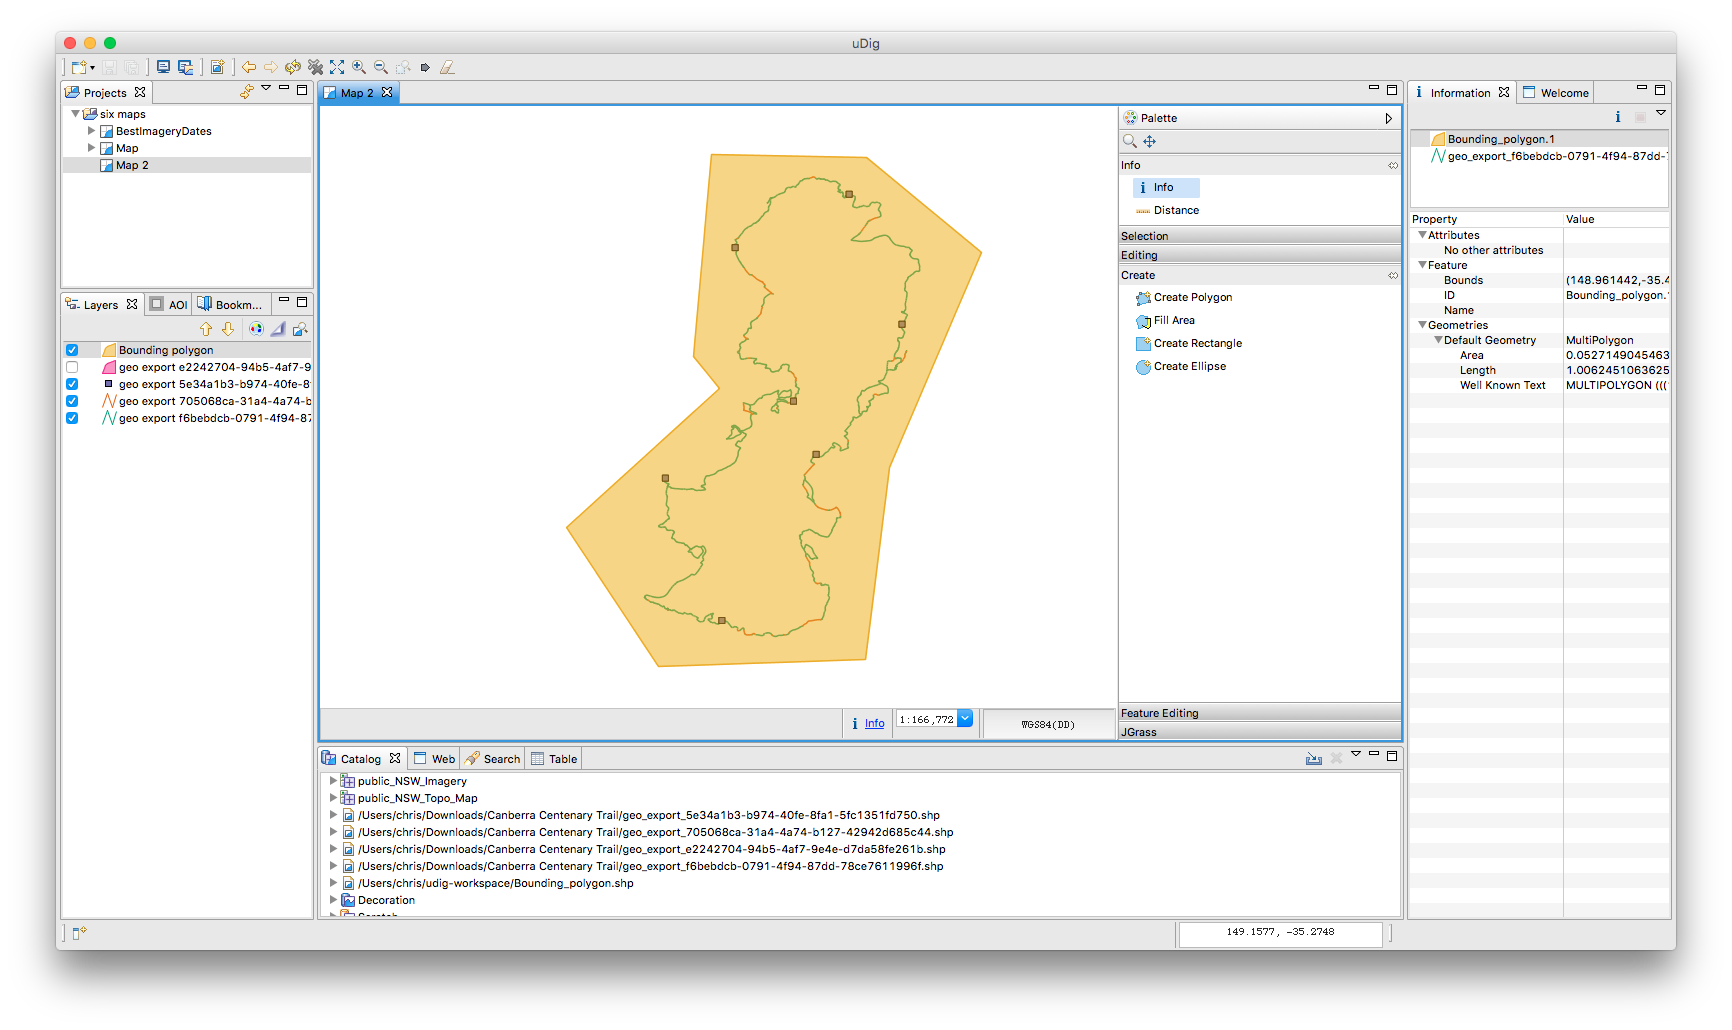 uDig
Projects
six maps
BestImageryDates
Map
Map 2
Layers
AOI
Bookm...
Bounding polygon
geo export e2242704-94b5-4af7-9
geo export 5e34a1b3-b974-40fe-8
geo export 705068ca-31a4-4a74-b
geo export f6bebdcb-0791-4f94-87
Map 2
Palette
Info
Info
Distance
Selection
Editing
Create
Create Polygon
Fill Area
Create Rectangle
Create Ellipse
Feature Editing
JGrass
Info
1:166,772
WGS84(DD)
Catalog
Web
Search
Table
public_NSW_Imagery
public_NSW_Topo_Map
/Users/chris/Downloads/Canberra Centenary Trail/geo_export_5e34a1b3-b974-40fe-8fa1-5fc1351fd750.shp
/Users/chris/Downloads/Canberra Centenary Trail/geo_export_705068ca-31a4-4a74-b127-42942d685c44.shp
/Users/chris/Downloads/Canberra Centenary Trail/geo_export_e2242704-94b5-4af7-9e4e-d7da58fe261b.shp
/Users/chris/Downloads/Canberra Centenary Trail/geo_export_f6bebdcb-0791-4f94-87dd-78ce7611996f.shp
/Users/chris/udig-workspace/Bounding_polygon.shp
Decoration
Information
Welcome
Bounding_polygon.1
geo_export_f6bebdcb-0791-4f94-87dd-
Property Value
Attributes
No other attributes
Feature
Bounds (148.961442,-35.4
ID Bounding_polygon.
Name
Geometries
Default Geometry MultiPolygon
Area 0.0527149045463
Length 1.0062451063625
Well Known Text MULTIPOLYGON (((
149.1577, -35.2748